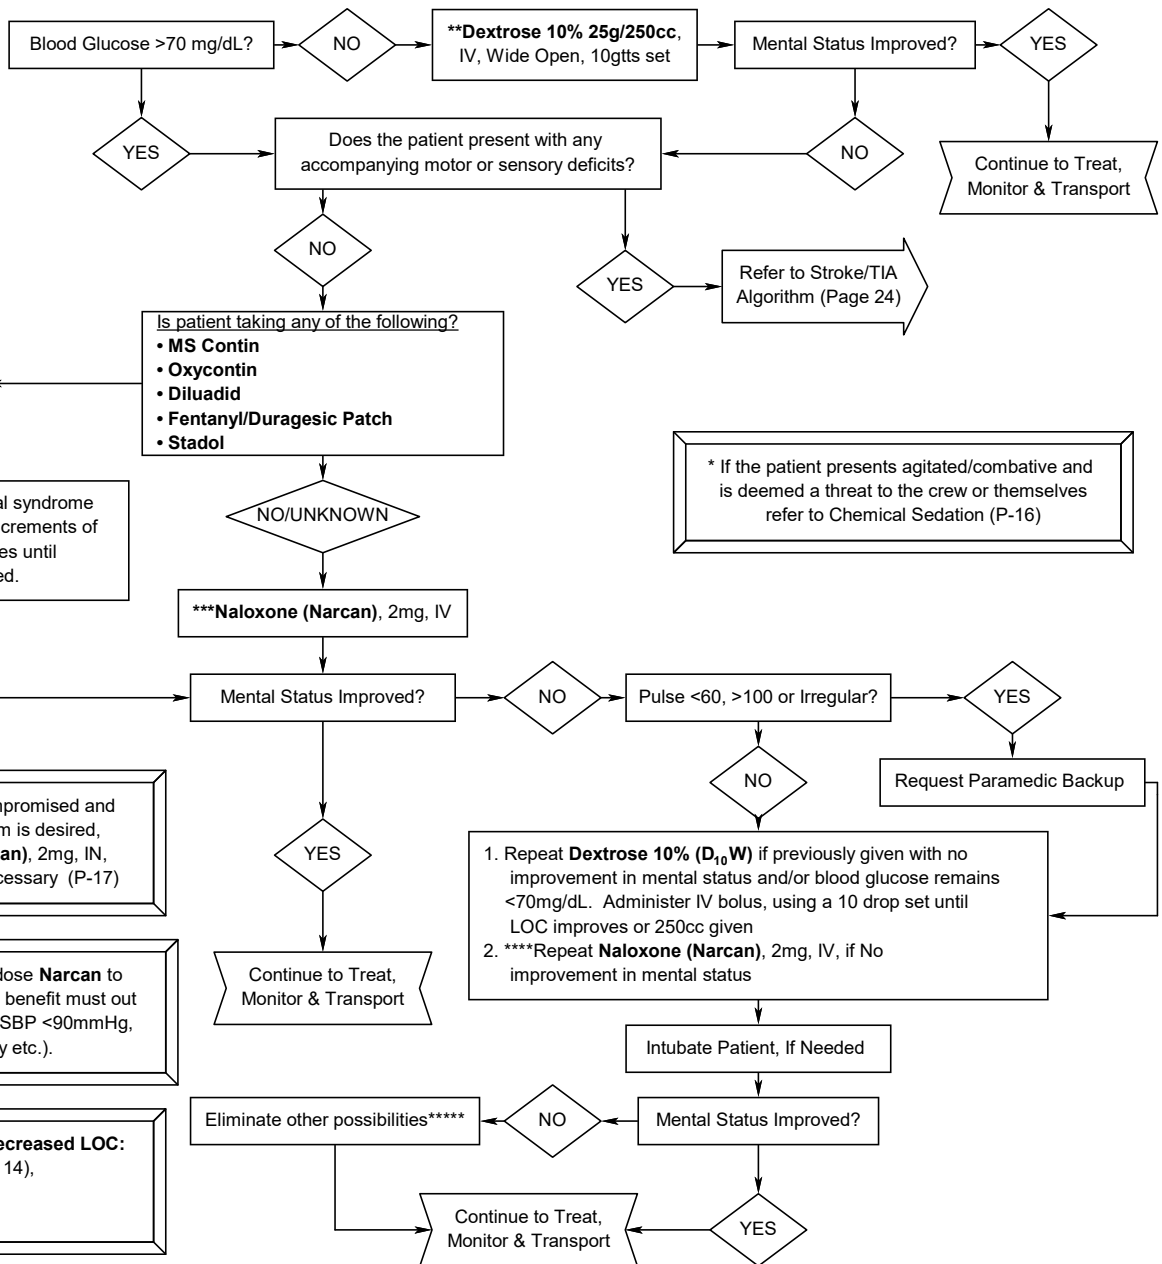 Blood Glucose >70 mg/dL?
NO
**Dextrose 10% 25g/250cc,
IV, Wide Open, 10gtts set
Mental Status Improved?
YES
YES
Does the patient present with any
accompanying motor or sensory deficits?
NO
Continue to Treat,
Monitor & Transport
NO
YES
Refer to Stroke/TIA
Algorithm (Page 24)
Is patient taking any of the following?
• MS Contin
• Oxycontin
• Diluadid
• Fentanyl/Duragesic Patch
• Stadol
* If the patient presents agitated/combative and
is deemed a threat to the crew or themselves
refer to Chemical Sedation (P-16)
al syndrome
crements of
es until
ed.
NO/UNKNOWN
***Naloxone (Narcan), 2mg, IV
Mental Status Improved?
NO
Pulse <60, >100 or Irregular?
YES
NO
Request Paramedic Backup
mpromised and
m is desired,
an), 2mg, IN,
cessary (P-17)
YES
1. Repeat Dextrose 10% (D10W) if previously given with no
improvement in mental status and/or blood glucose remains
<70mg/dL. Administer IV bolus, using a 10 drop set until
LOC improves or 250cc given
2. ****Repeat Naloxone (Narcan), 2mg, IV, if No
improvement in mental status
Continue to Treat,
Monitor & Transport
dose Narcan to
benefit must out
SBP <90mmHg,
y etc.).
Intubate Patient, If Needed
Eliminate other possibilities*****
NO
Mental Status Improved?
ecreased LOC:
14),
Continue to Treat,
Monitor & Transport
YES